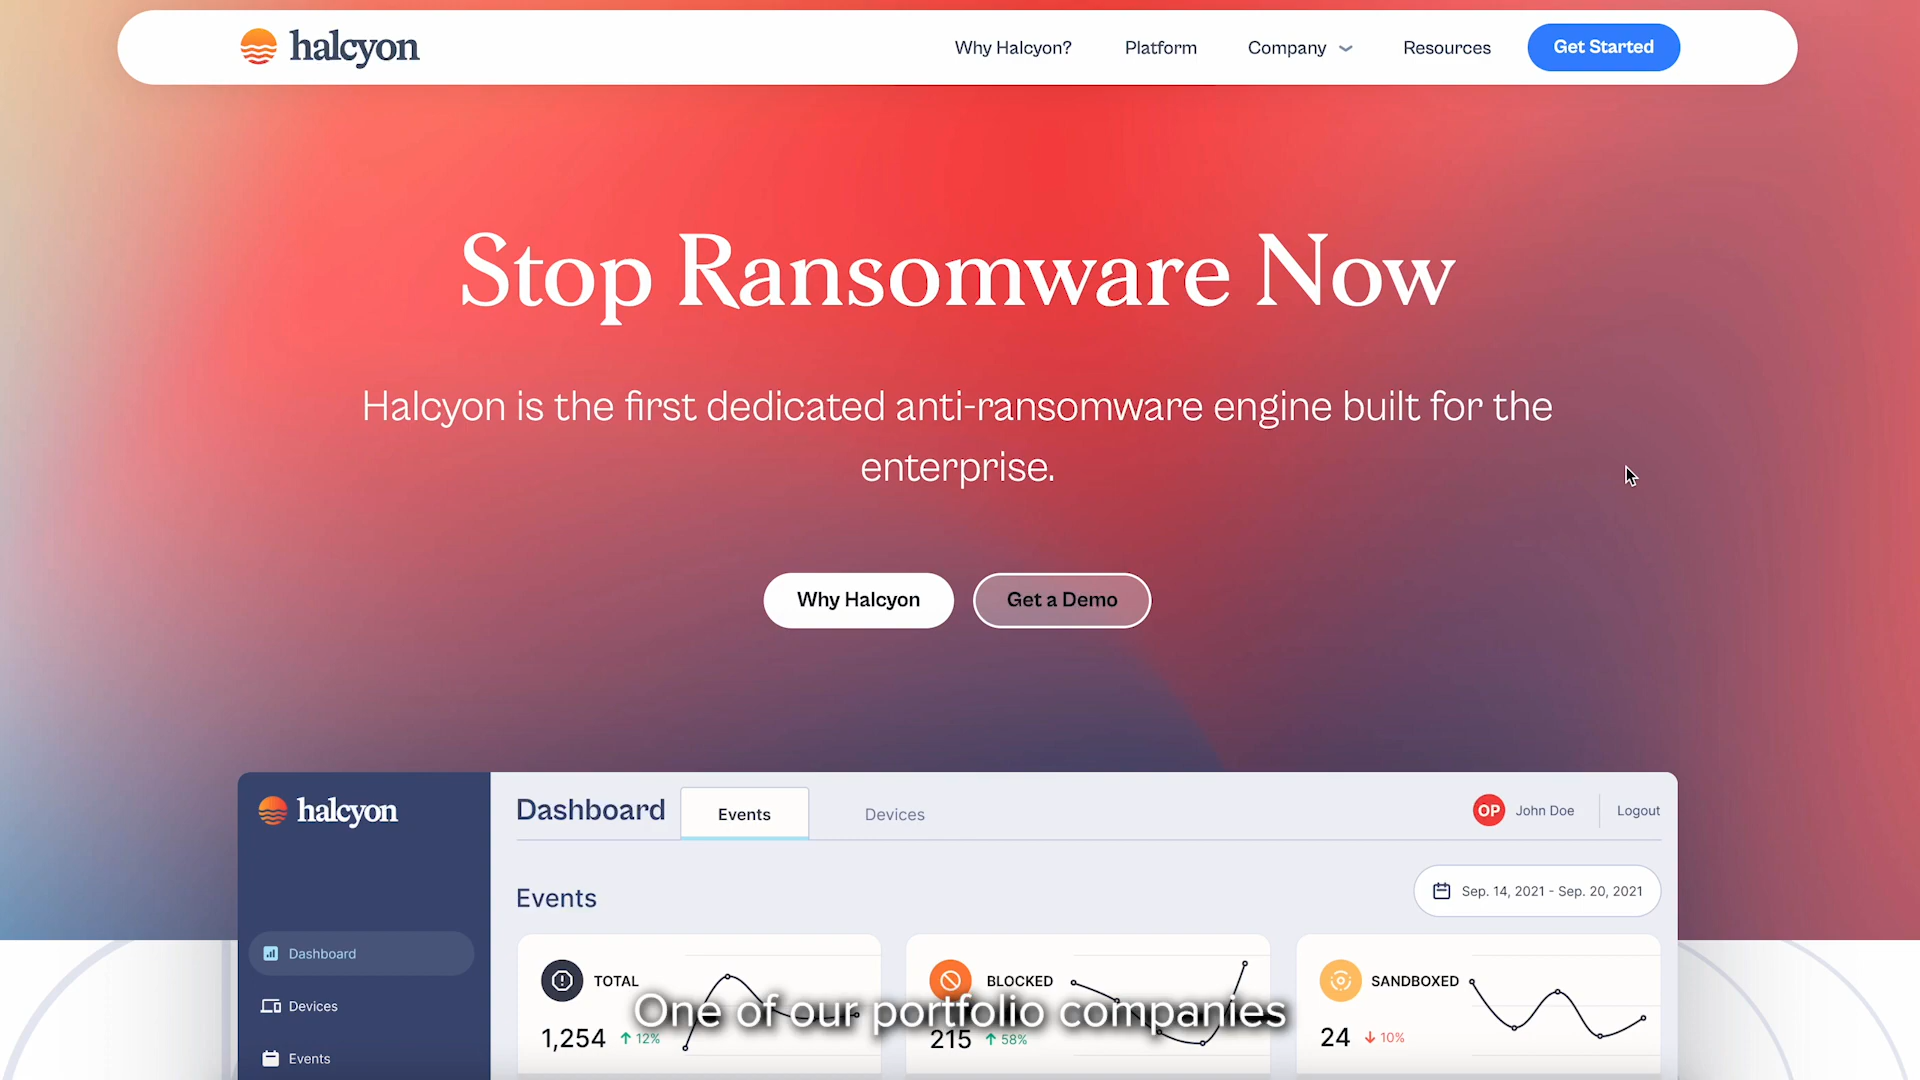 halcyon
Why Halcyon?
Platform
Company
Resources
Get Started
Stop Ransomware Now
Halcyon is the first dedicated anti-ransomware engine built for the
enterprise.
Why Halcyon
Get a Demo
halcyon
Dashboard
Events
Devices
OP
John Doe
Logout
Events
Sep. 14, 2021 - Sep. 20, 2021
Dashboard
Devices
Events
TOTAL
1,254
12%
BLOCKED
215
58%
SANDBOXED
24
10%
One of our portfolio companies